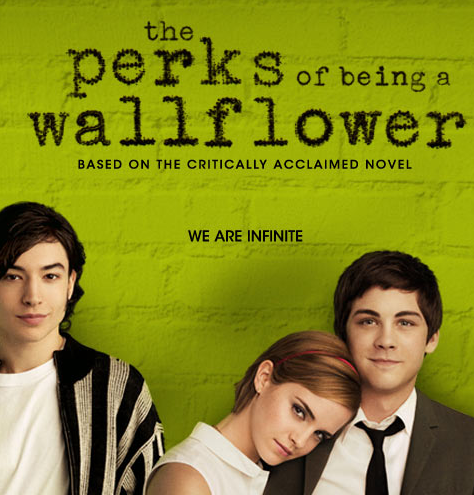 the
perks of being a
wallflower
BASED ON THE CRITICALLY ACCLAIMED NOVEL
WE ARE INFINITE